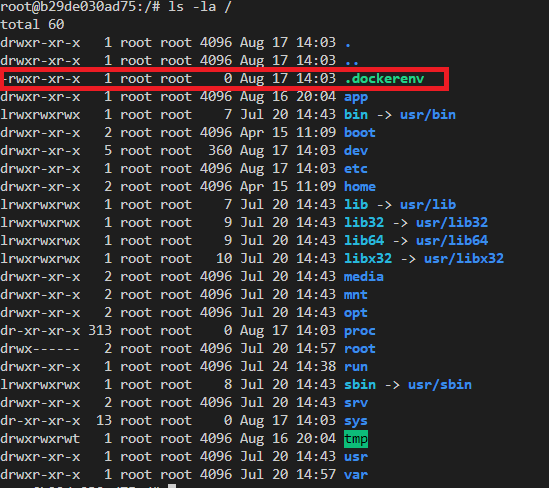 root@b29de030ad75:/# ls -la /
total 60
drwxr-xr-x   1 root root 4096 Aug 17 14:03 .
drwxr-xr-x   1 root root 4096 Aug 17 14:03 ..
-rwxr-xr-x   1 root root    0 Aug 17 14:03 .dockerenv
drwxr-xr-x   1 root root 4096 Aug 16 20:04 app
lrwxrwxrwx   1 root root    7 Jul 20 14:43 bin -> usr/bin
drwxr-xr-x   2 root root 4096 Apr 15 11:09 boot
drwxr-xr-x   5 root root  360 Aug 17 14:03 dev
drwxr-xr-x   1 root root 4096 Aug 17 14:03 etc
drwxr-xr-x   2 root root 4096 Apr 15 11:09 home
lrwxrwxrwx   1 root root    7 Jul 20 14:43 lib -> usr/lib
lrwxrwxrwx   1 root root    9 Jul 20 14:43 lib32 -> usr/lib32
lrwxrwxrwx   1 root root    9 Jul 20 14:43 lib64 -> usr/lib64
lrwxrwxrwx   1 root root   10 Jul 20 14:43 libx32 -> usr/libx32
drwxr-xr-x   2 root root 4096 Jul 20 14:43 media
drwxr-xr-x   2 root root 4096 Jul 20 14:43 mnt
drwxr-xr-x   2 root root 4096 Jul 20 14:43 opt
dr-xr-xr-x 313 root root    0 Aug 17 14:03 proc
drwx------   2 root root 4096 Jul 20 14:57 root
drwxr-xr-x   1 root root 4096 Jul 24 14:38 run
lrwxrwxrwx   1 root root    8 Jul 20 14:43 sbin -> usr/sbin
drwxr-xr-x   2 root root 4096 Jul 20 14:43 srv
dr-xr-xr-x  13 root root    0 Aug 17 14:03 sys
drwxrwxrwt   1 root root 4096 Aug 16 20:04 tmp
drwxr-xr-x   1 root root 4096 Jul 20 14:43 usr
drwxr-xr-x   1 root root 4096 Jul 20 14:57 var